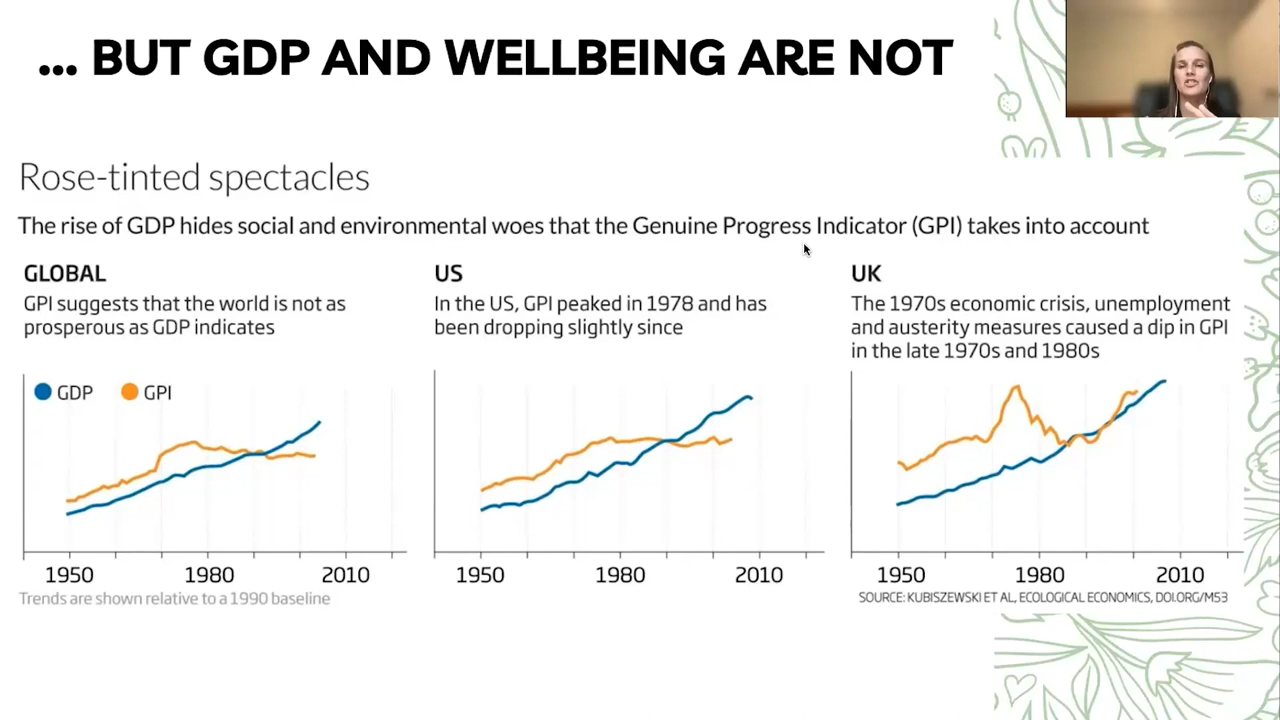 ... BUT GDP AND WELLBEING ARE NOT
Rose-tinted spectacles
The rise of GDP hides social and environmental woes that the Genuine Progress Indicator (GPI) takes into account
GLOBAL
GPI suggests that the world is not as
prosperous as GDP indicates
GDP GPI
1950 1980 2010
Trends are shown relative to a 1990 baseline
US
In the US, GPI peaked in 1978 and has
been dropping slightly since
1950 1980 2010
UK
The 1970s economic crisis, unemployment
and austerity measures caused a dip in GPI
in the late 1970s and 1980s
1950 1980 2010
SOURCE: KUBISZEWSKI ET AL, ECOLOGICAL ECONOMICS, DOI.ORG/M53